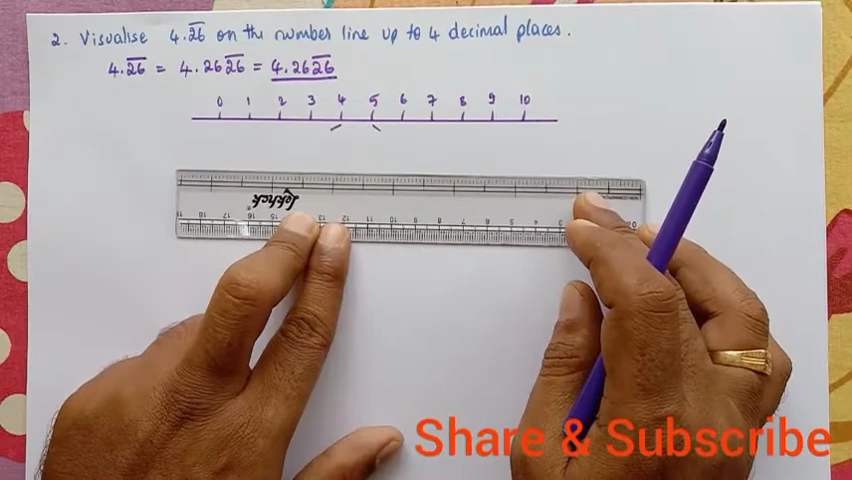 2. Visualise 4.2̅6̅ on the number line up to 4 decimal places.
4.2̅6̅ = 4.262̅6̅ = 4.262̅6̅
0 1 2 3 4 5 6 7 8 9 10
Lotuck
Share & Subscribe